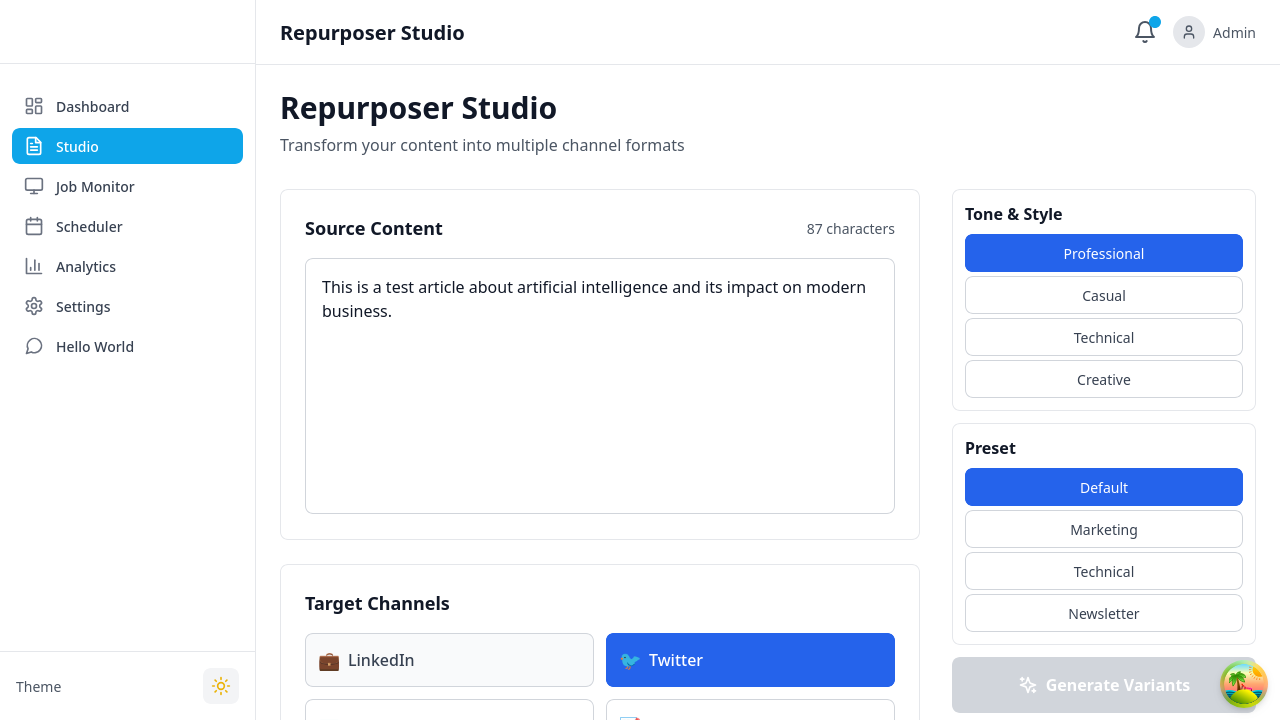 Repurposer Studio
Admin
Dashboard
Studio
Job Monitor
Scheduler
Analytics
Settings
Hello World
Theme
Repurposer Studio
Transform your content into multiple channel formats
Source Content
87 characters
This is a test article about artificial intelligence and its impact on modern
business.
Target Channels
LinkedIn
Twitter
Tone & Style
Professional
Casual
Technical
Creative
Preset
Default
Marketing
Technical
Newsletter
Generate Variants